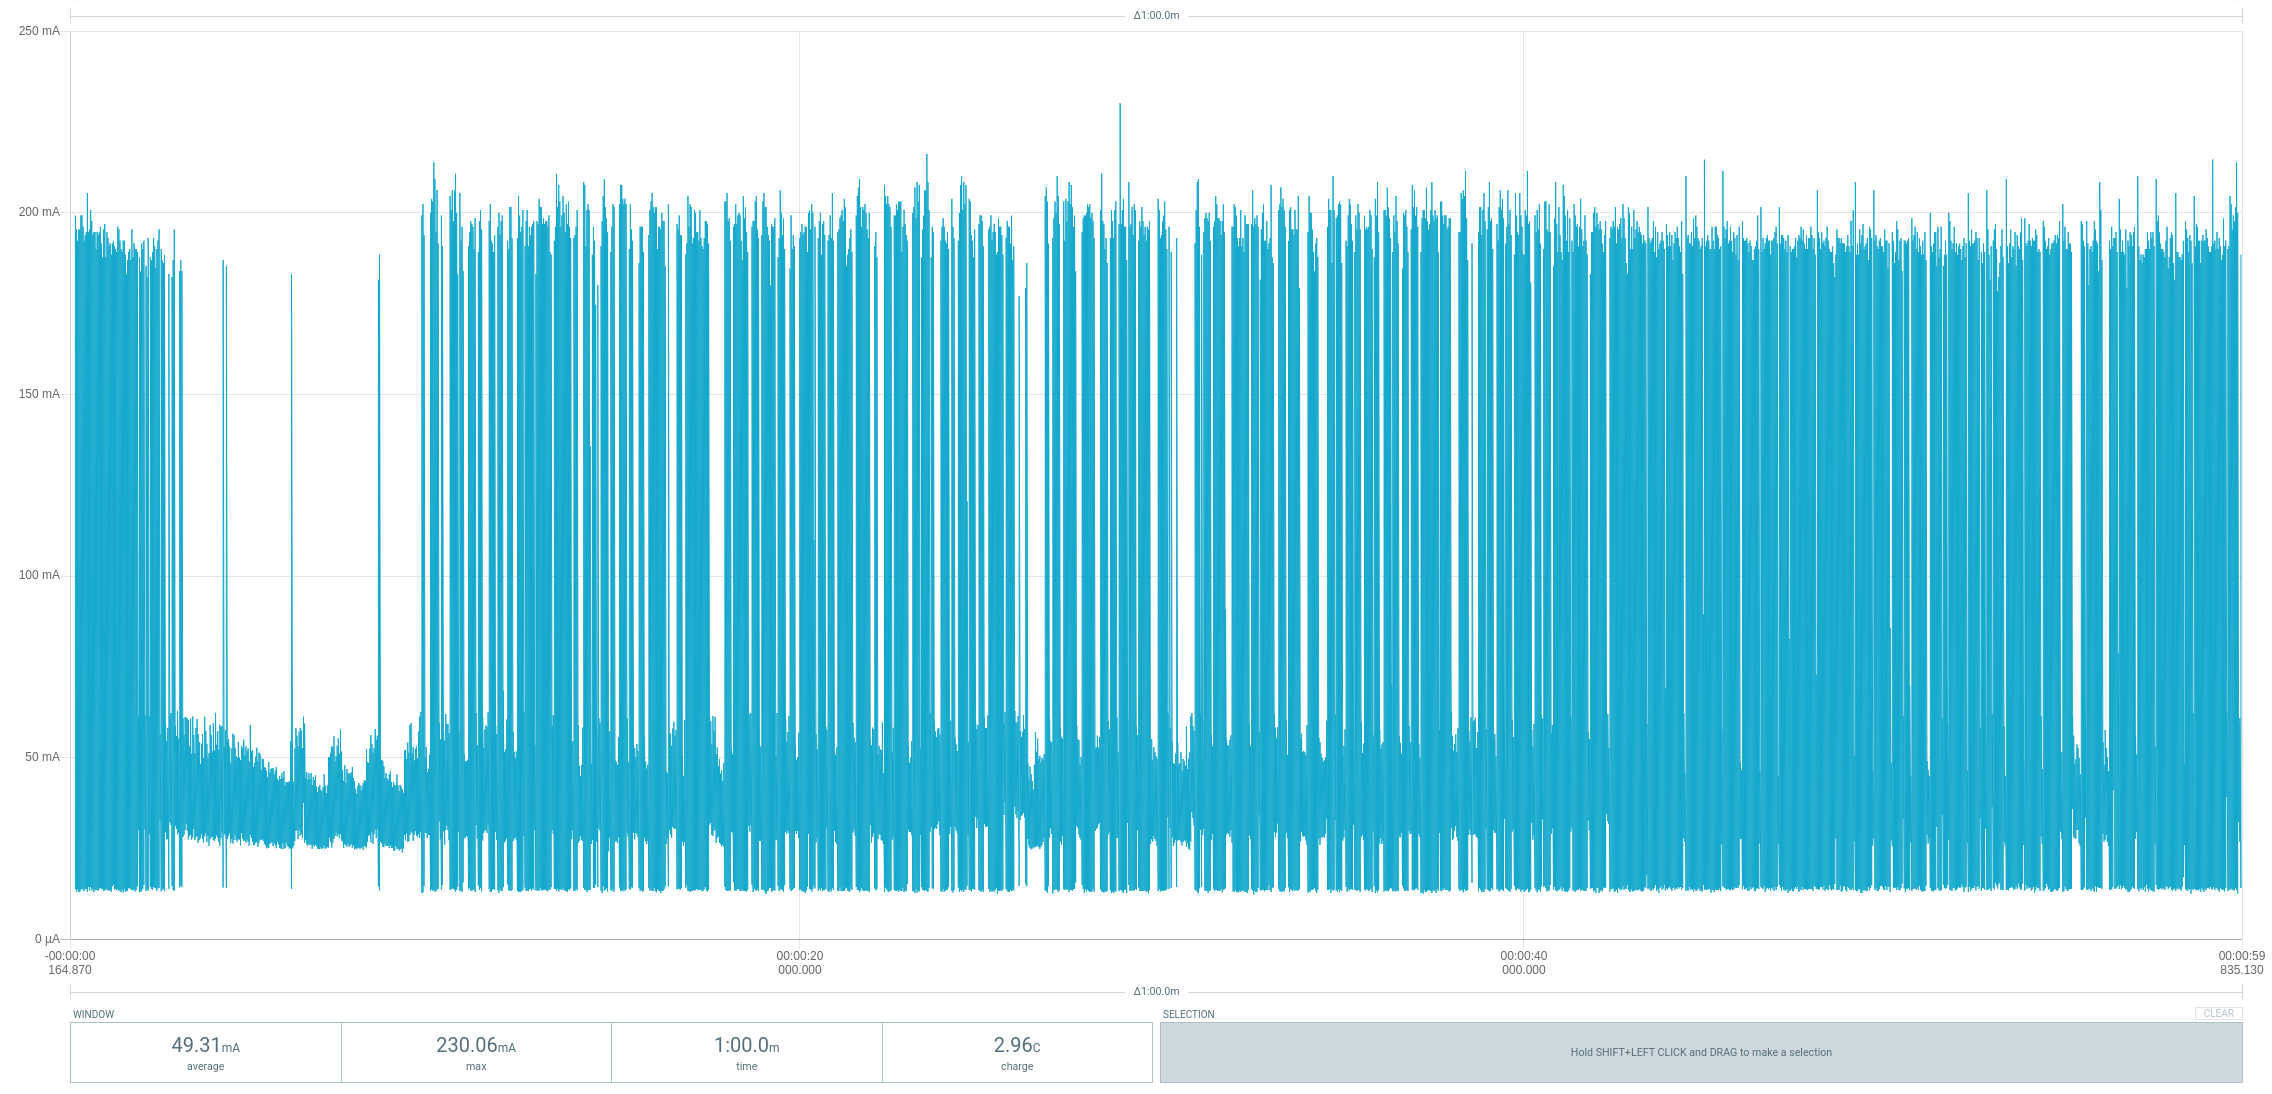 Δ1:00.0m
250 mA
200 mA
150 mA
100 mA
50 mA
0 µA
-00:00:00
164.870
00:00:20
000.000
00:00:40
000.000
00:00:59
835.130
Δ1:00.0m
WINDOW
49.31mA
average
230.06mA
max
1:00.0m
time
2.96C
charge
SELECTION
CLEAR
Hold SHIFT+LEFT CLICK and DRAG to make a selection